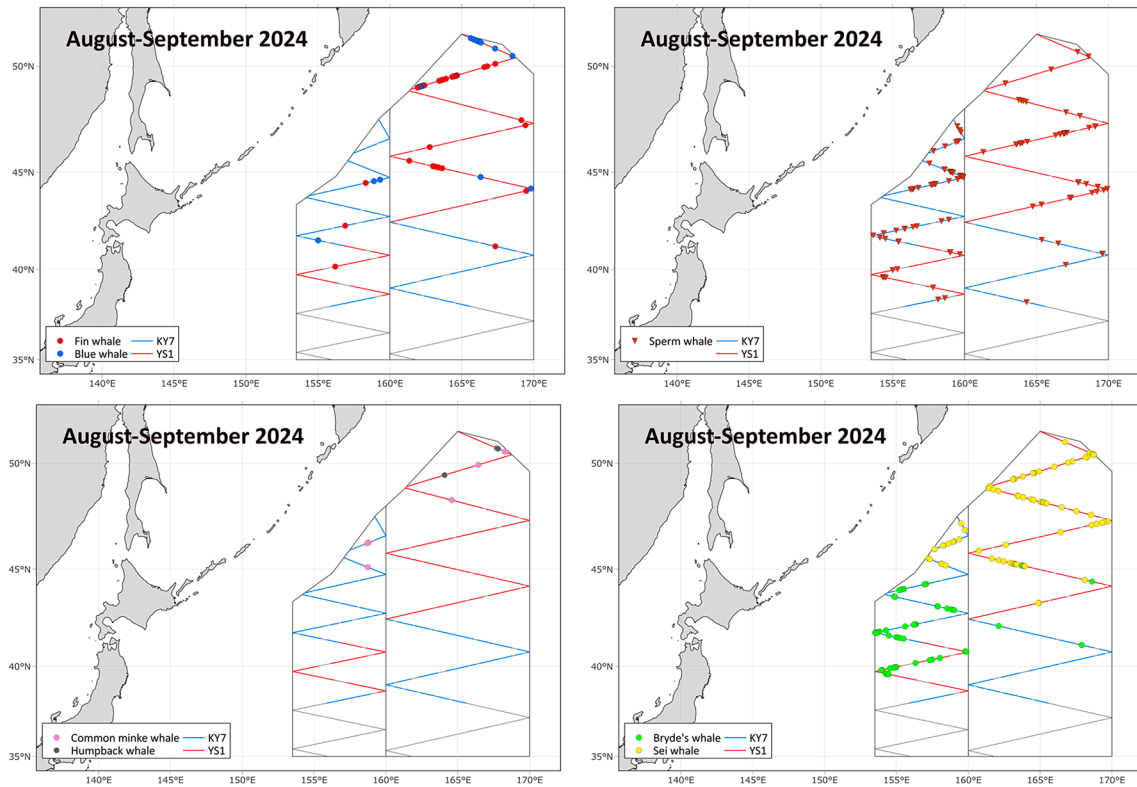 August-September 2024
50°N
45°N
40°N
35°N
Fin whale KY7
Blue whale YS1
140°E 145°E 150°E 155°E 160°E 165°E 170°E
August-September 2024
50°N
45°N
40°N
35°N
Sperm whale KY7
YS1
140°E 145°E 150°E 155°E 160°E 165°E 170°E
August-September 2024
50°N
45°N
40°N
35°N
Common minke whale KY7
Humpback whale YS1
140°E 145°E 150°E 155°E 160°E 165°E 170°E
August-September 2024
50°N
45°N
40°N
35°N
Bryde's whale KY7
Sei whale YS1
140°E 145°E 150°E 155°E 160°E 165°E 170°E